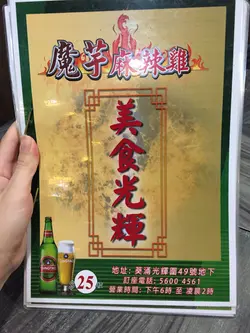 魔芋麻辣雞
美食光輝
地址: 葵涌光輝圍49號地下
訂座電話: 5600 4561
營業時間: 下午6時 至 凌晨2時
25